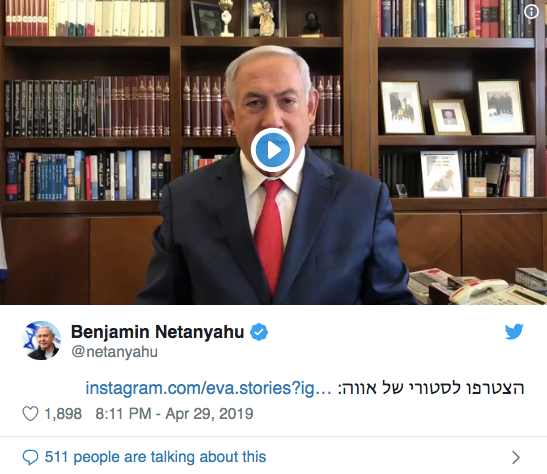 Benjamin Netanyahu
@netanyahu
הצטרפו לסטורי של אווה: instagram.com/eva.stories?ig…
1,898 8:11 PM - Apr 29, 2019
511 people are talking about this